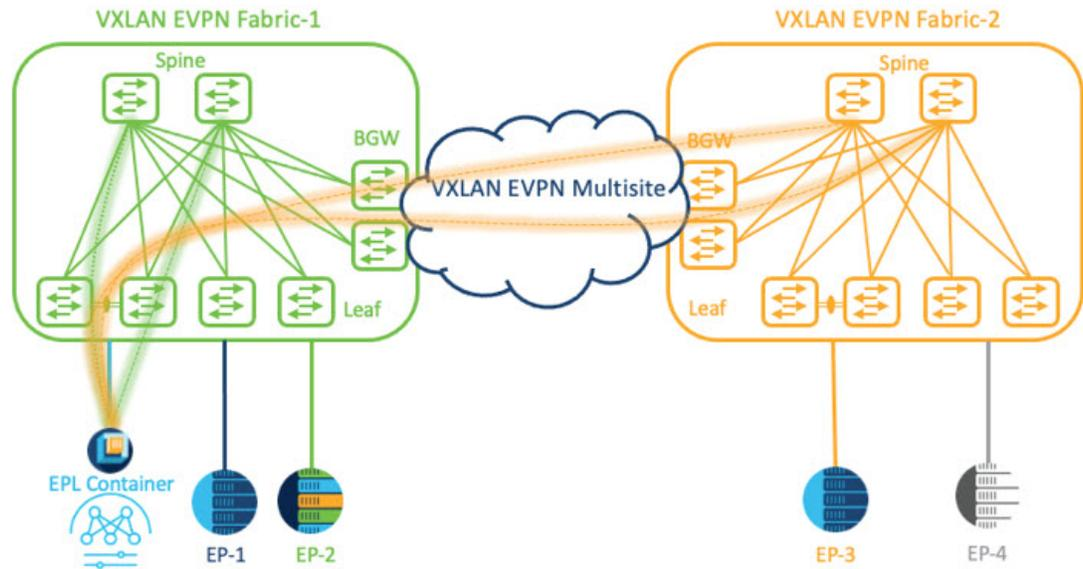 VXLAN EVPN Fabric-1
VXLAN EVPN Fabric-2
Spine
Spine
BGW
BGW
VXLAN EVPN Multisite
Leaf
Leaf
EPL Container
EP-1
EP-2
EP-3
EP-4